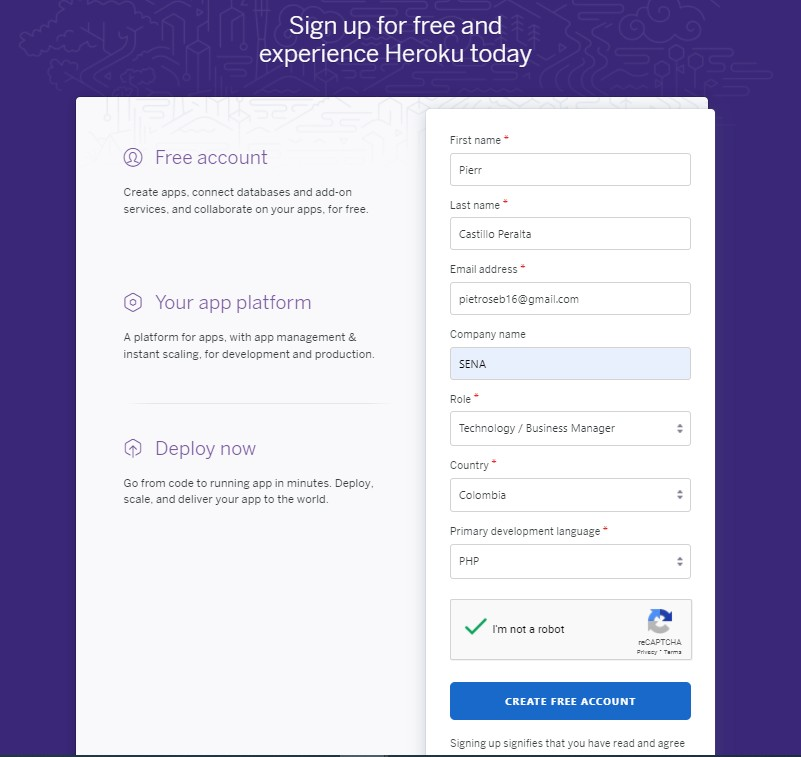 Sign up for free and
experience Heroku today
Free account
Create apps, connect databases and add-on
services, and collaborate on your apps, for free.
Your app platform
A platform for apps, with app management &
instant scaling, for development and production.
Deploy now
Go from code to running app in minutes. Deploy,
scale, and deliver your app to the world.
First name *
Pierr
Last name *
Castillo Peralta
Email address *
pietroseb16@gmail.com
Company name
SENA
Role *
Technology / Business Manager
Country *
Colombia
Primary development language *
PHP
I'm not a robot
reCAPTCHA
Privacy - Terms
CREATE FREE ACCOUNT
Signing up signifies that you have read and agree